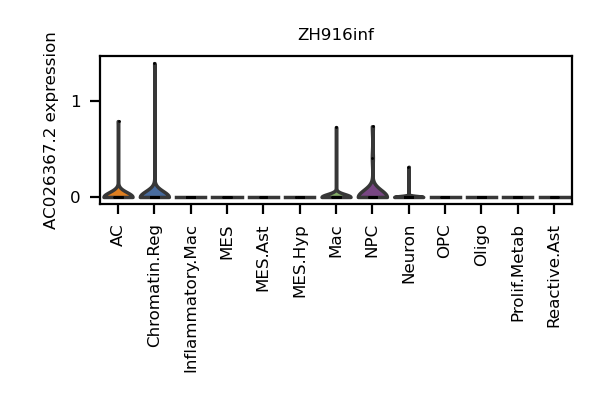 ZH916inf
AC026367.2 expression
1
0
AC
Chromatin.Reg
Inflammatory.Mac
MES
MES.Ast
MES.Hyp
Mac
NPC
Neuron
OPC
Oligo
Prolif.Metab
Reactive.Ast